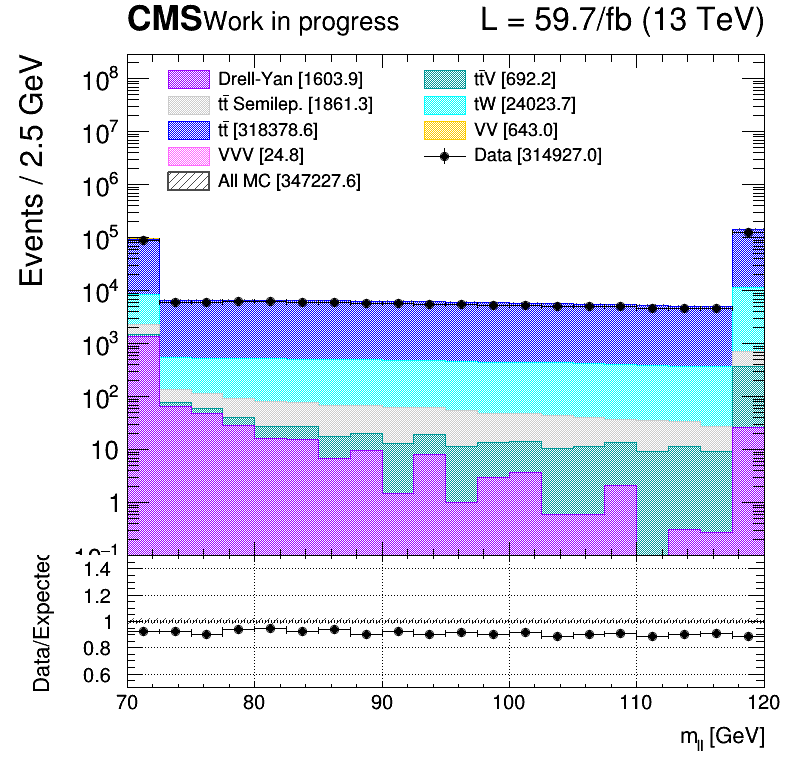 CMS Work in progress L = 59.7/fb (13 TeV)
Events / 2.5 GeV
10⁸
10⁷
10⁶
10⁵
10⁴
10³
10²
10
1
10⁻¹
Drell-Yan [1603.9]
tt̄ Semilep. [1861.3]
tt̄ [318378.6]
VVV [24.8]
All MC [347227.6]
tt̄V [692.2]
tW [24023.7]
VV [643.0]
Data [314927.0]
Data/Expected
1.4
1.2
1
0.8
0.6
70 80 90 100 110 120
m_ll [GeV]